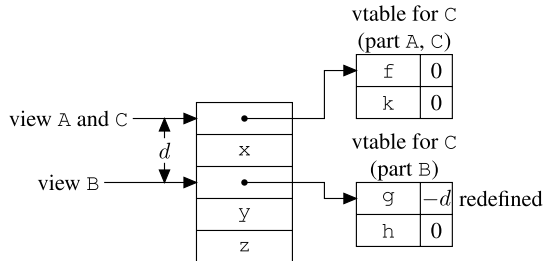 vtable for C
(part A, C)
f 0
k 0
view A and C
d
x
vtable for C
(part B)
view B
g −d redefined
y
h 0
z